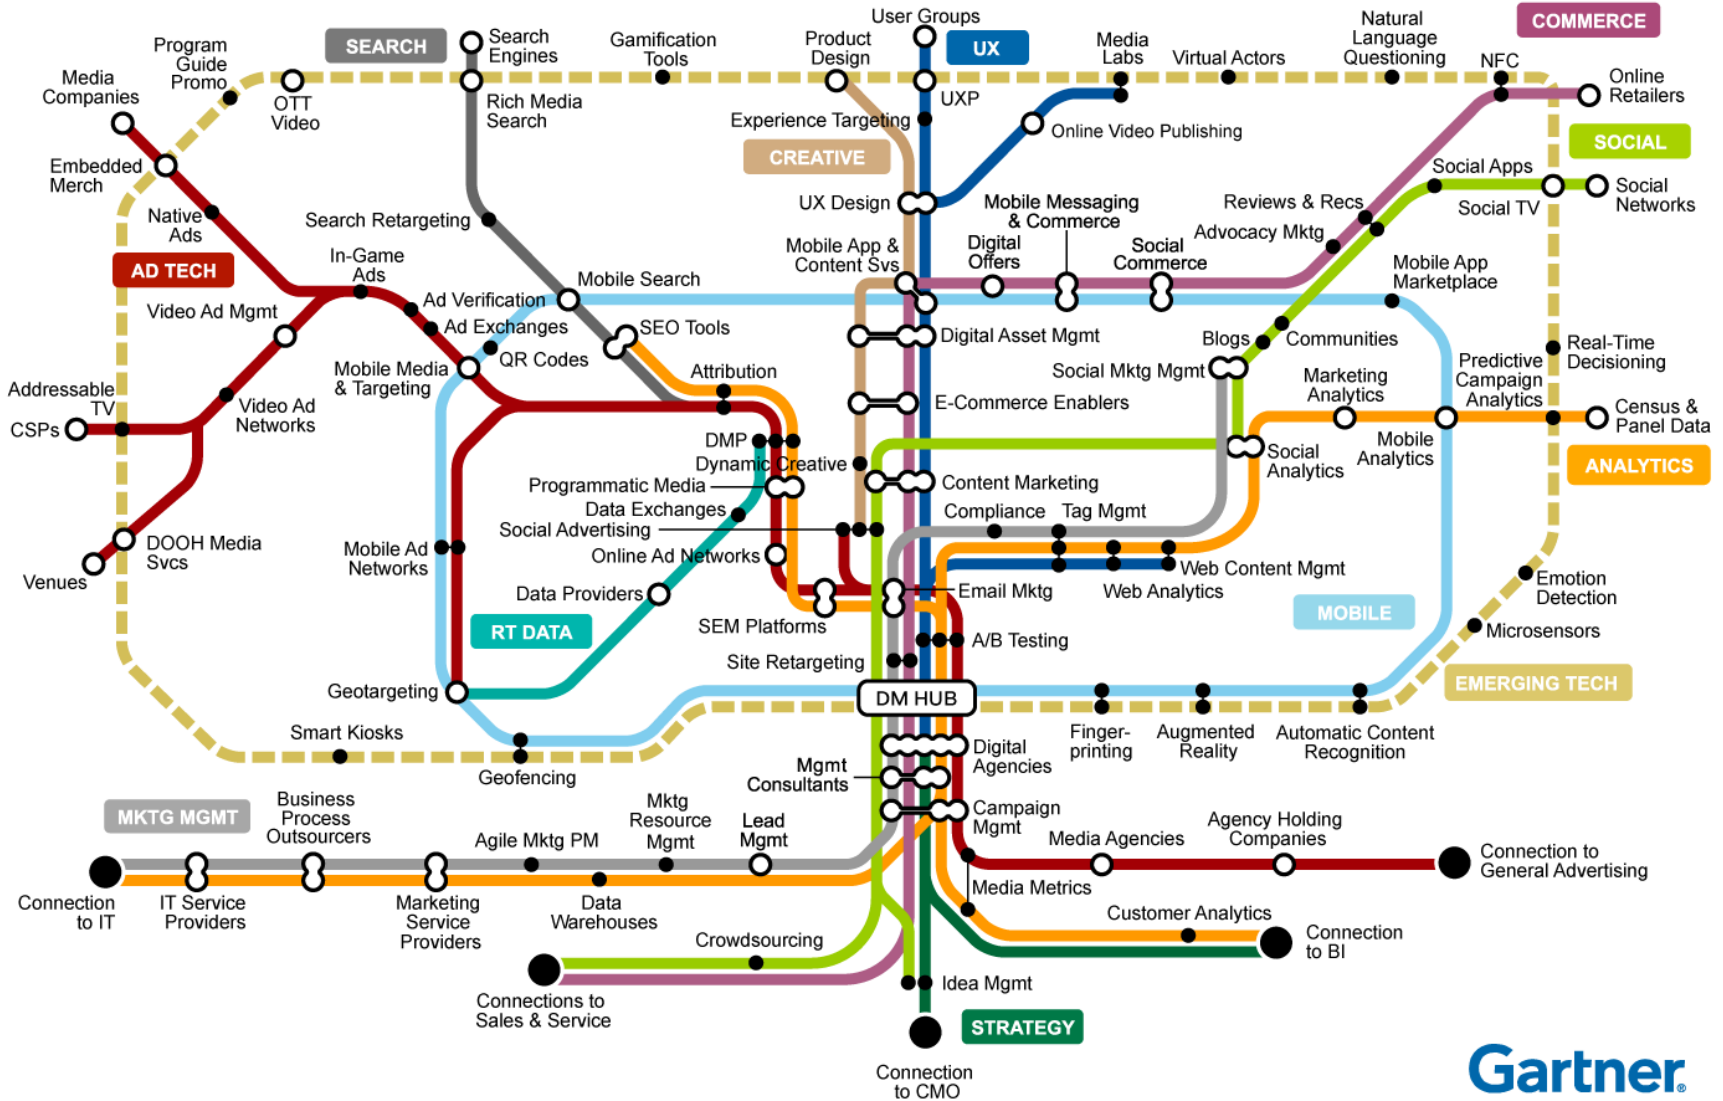 User Groups
UX
COMMERCE
SEARCH
Search
Engines
Gamification
Tools
Product
Design
Media
Labs
Virtual Actors
Natural
Language
Questioning
NFC
Online
Retailers
Program
Guide
Promo
Media
Companies
OTT
Video
Rich Media
Search
UXP
Experience Targeting
Online Video Publishing
CREATIVE
SOCIAL
Embedded
Merch
Social Apps
Social
Networks
Social TV
Native
Ads
Search Retargeting
UX Design
Mobile Messaging
& Commerce
Reviews & Recs
Advocacy Mktg
Mobile App &
Content Svs
Digital
Offers
Social
Commerce
Mobile App
Marketplace
AD TECH
In-Game
Ads
Mobile Search
Video Ad Mgmt
Ad Verification
Ad Exchanges
QR Codes
SEO Tools
Digital Asset Mgmt
Blogs
Communities
Real-Time
Decisioning
Mobile Media
& Targeting
Attribution
Social Mktg Mgmt
Marketing
Analytics
Predictive
Campaign
Analytics
Addressable
TV
CSPs
Video Ad
Networks
E-Commerce Enablers
Census &
Panel Data
DMP
Dynamic Creative
Social
Analytics
Mobile
Analytics
ANALYTICS
Programmatic Media
Content Marketing
Data Exchanges
Compliance
Tag Mgmt
Social Advertising
DOOH Media
Svcs
Mobile Ad
Networks
Online Ad Networks
Web Content Mgmt
Venues
Data Providers
Email Mktg
Web Analytics
Emotion
Detection
RT DATA
SEM Platforms
MOBILE
Microsensors
A/B Testing
Site Retargeting
Geotargeting
DM HUB
EMERGING TECH
Smart Kiosks
Geofencing
Finger-
printing
Augmented
Reality
Automatic Content
Recognition
Digital
Agencies
Mgmt
Consultants
MKTG MGMT
Business
Process
Outsourcers
Agile Mktg PM
Mktg
Resource
Mgmt
Lead
Mgmt
Campaign
Mgmt
Media Agencies
Agency Holding
Companies
Connection to
General Advertising
Connection
to IT
IT Service
Providers
Marketing
Service
Providers
Data
Warehouses
Media Metrics
Customer Analytics
Connection
to BI
Crowdsourcing
Connections to
Sales & Service
Idea Mgmt
STRATEGY
Connection
to CMO
Gartner®